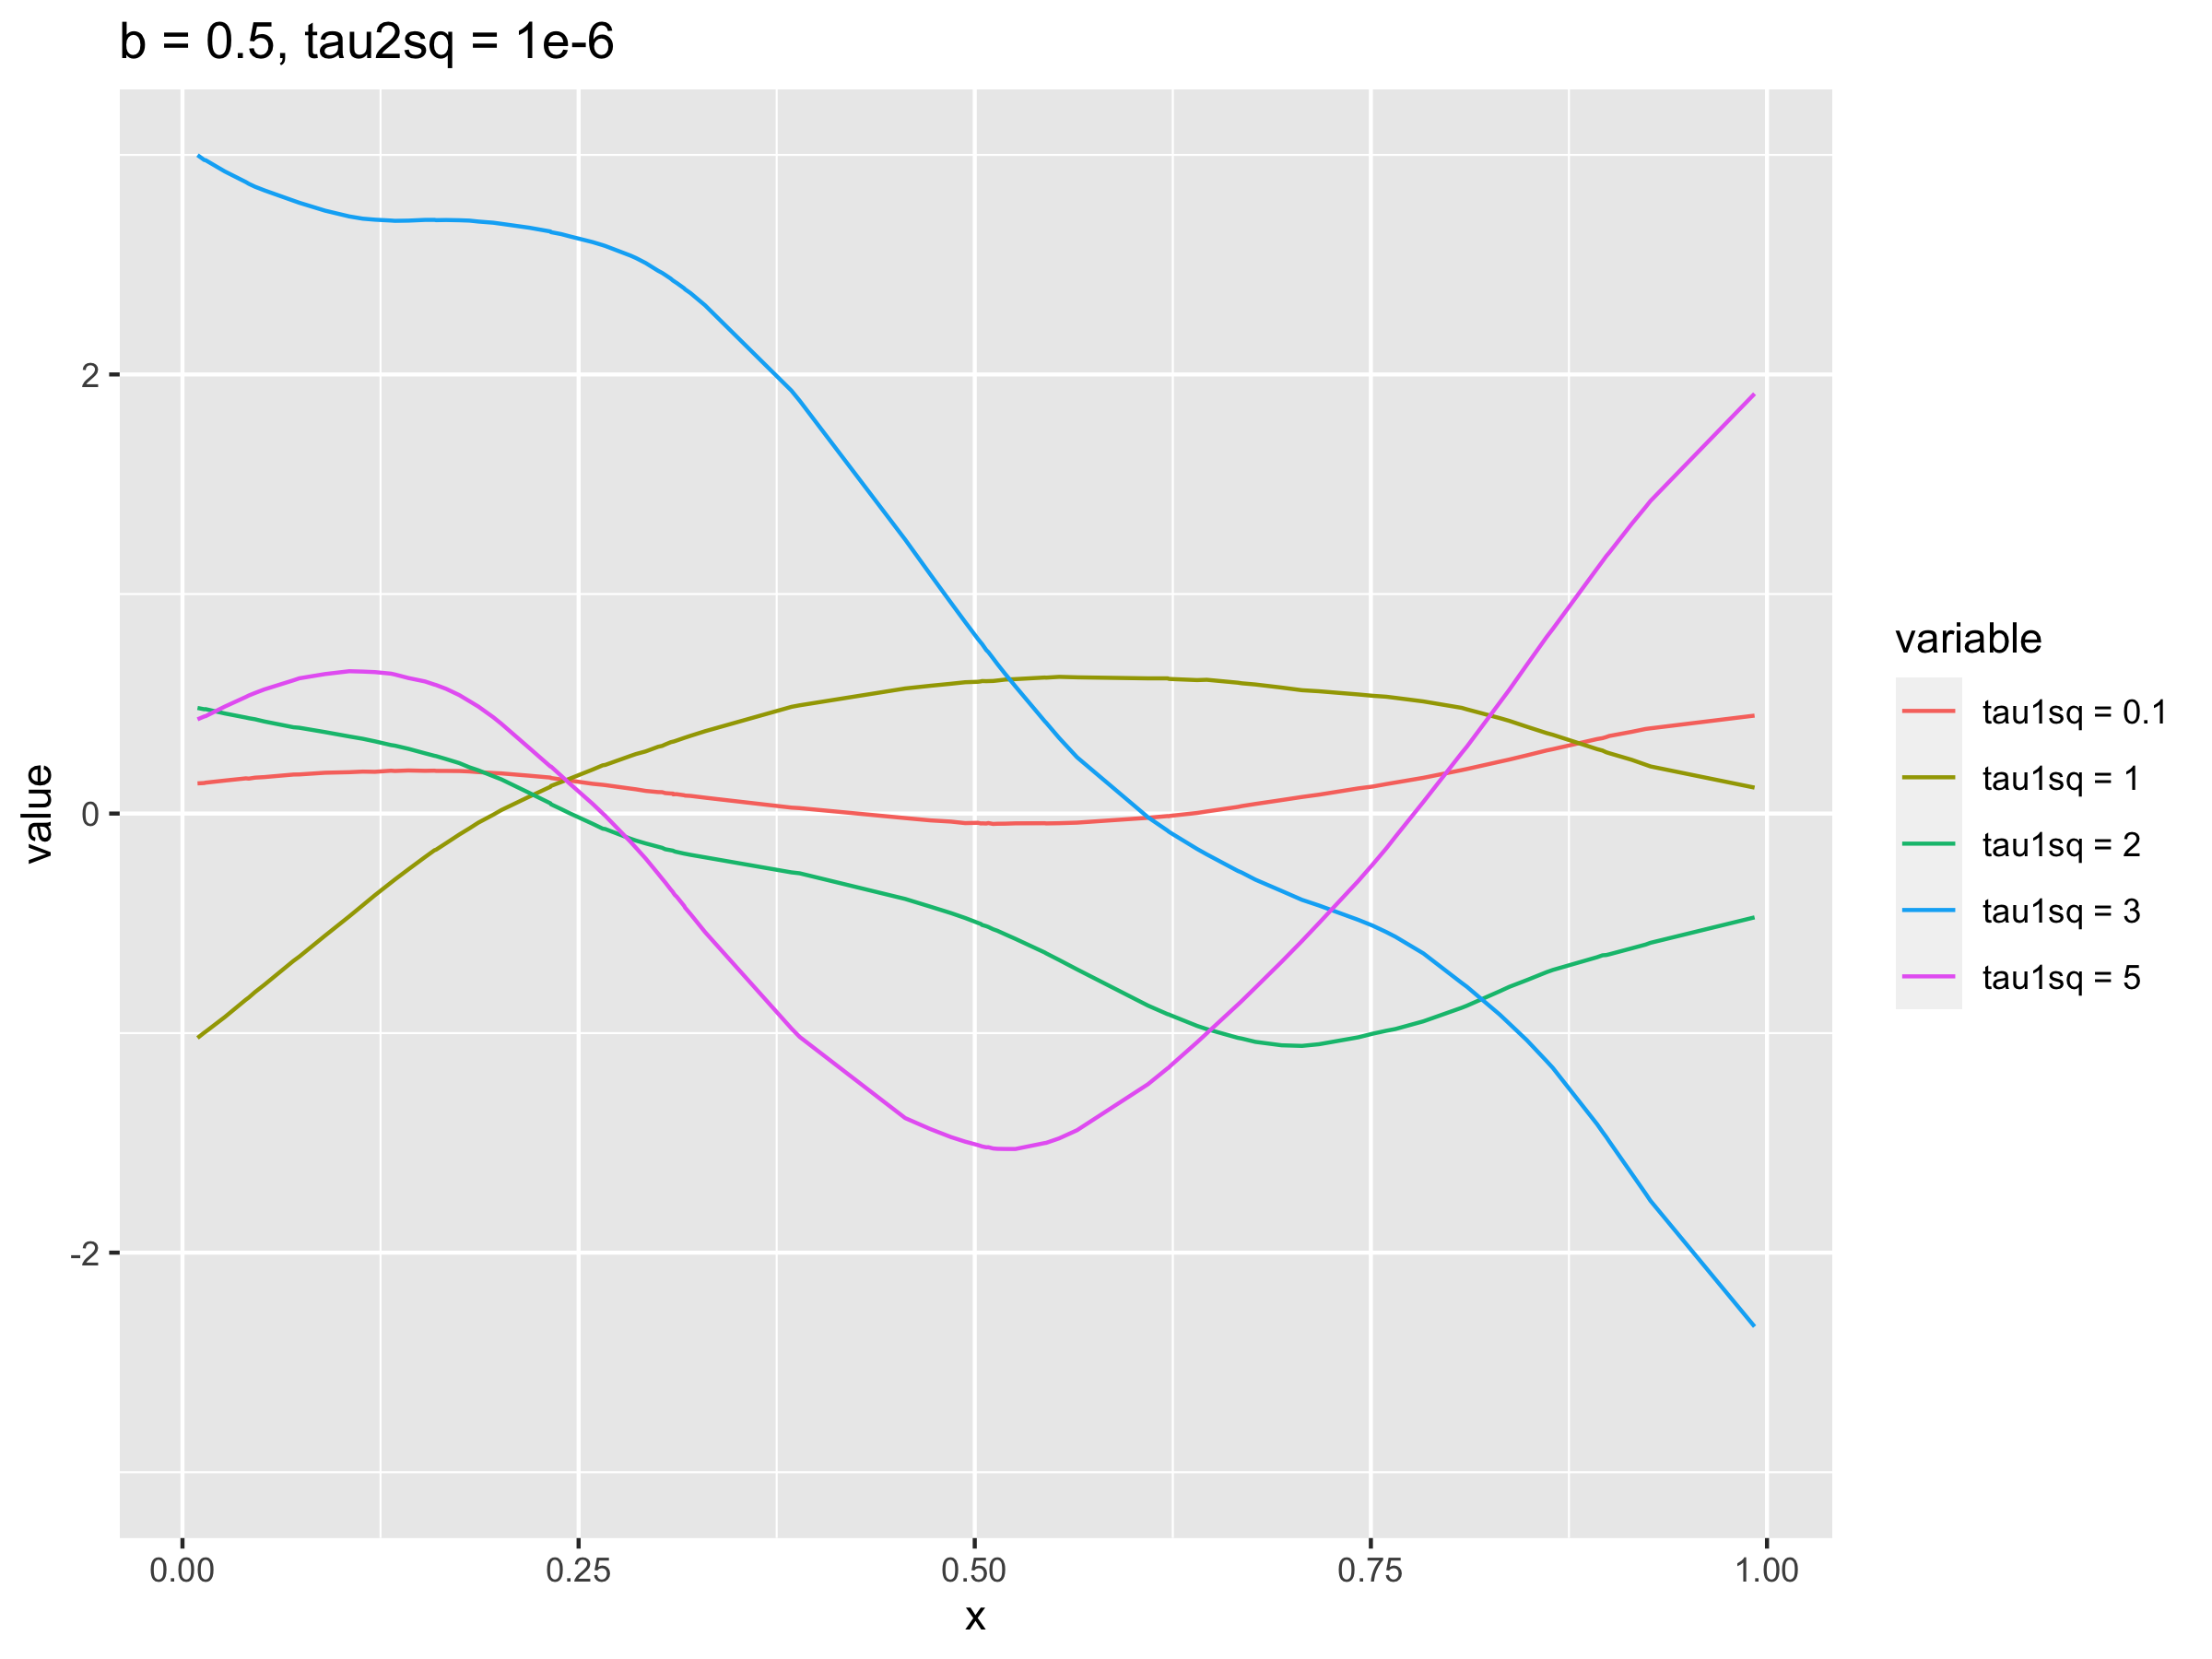 b = 0.5, tau2sq = 1e-6
value
2
0
-2
0.00 0.25 0.50 0.75 1.00
x
variable
tau1sq = 0.1
tau1sq = 1
tau1sq = 2
tau1sq = 3
tau1sq = 5